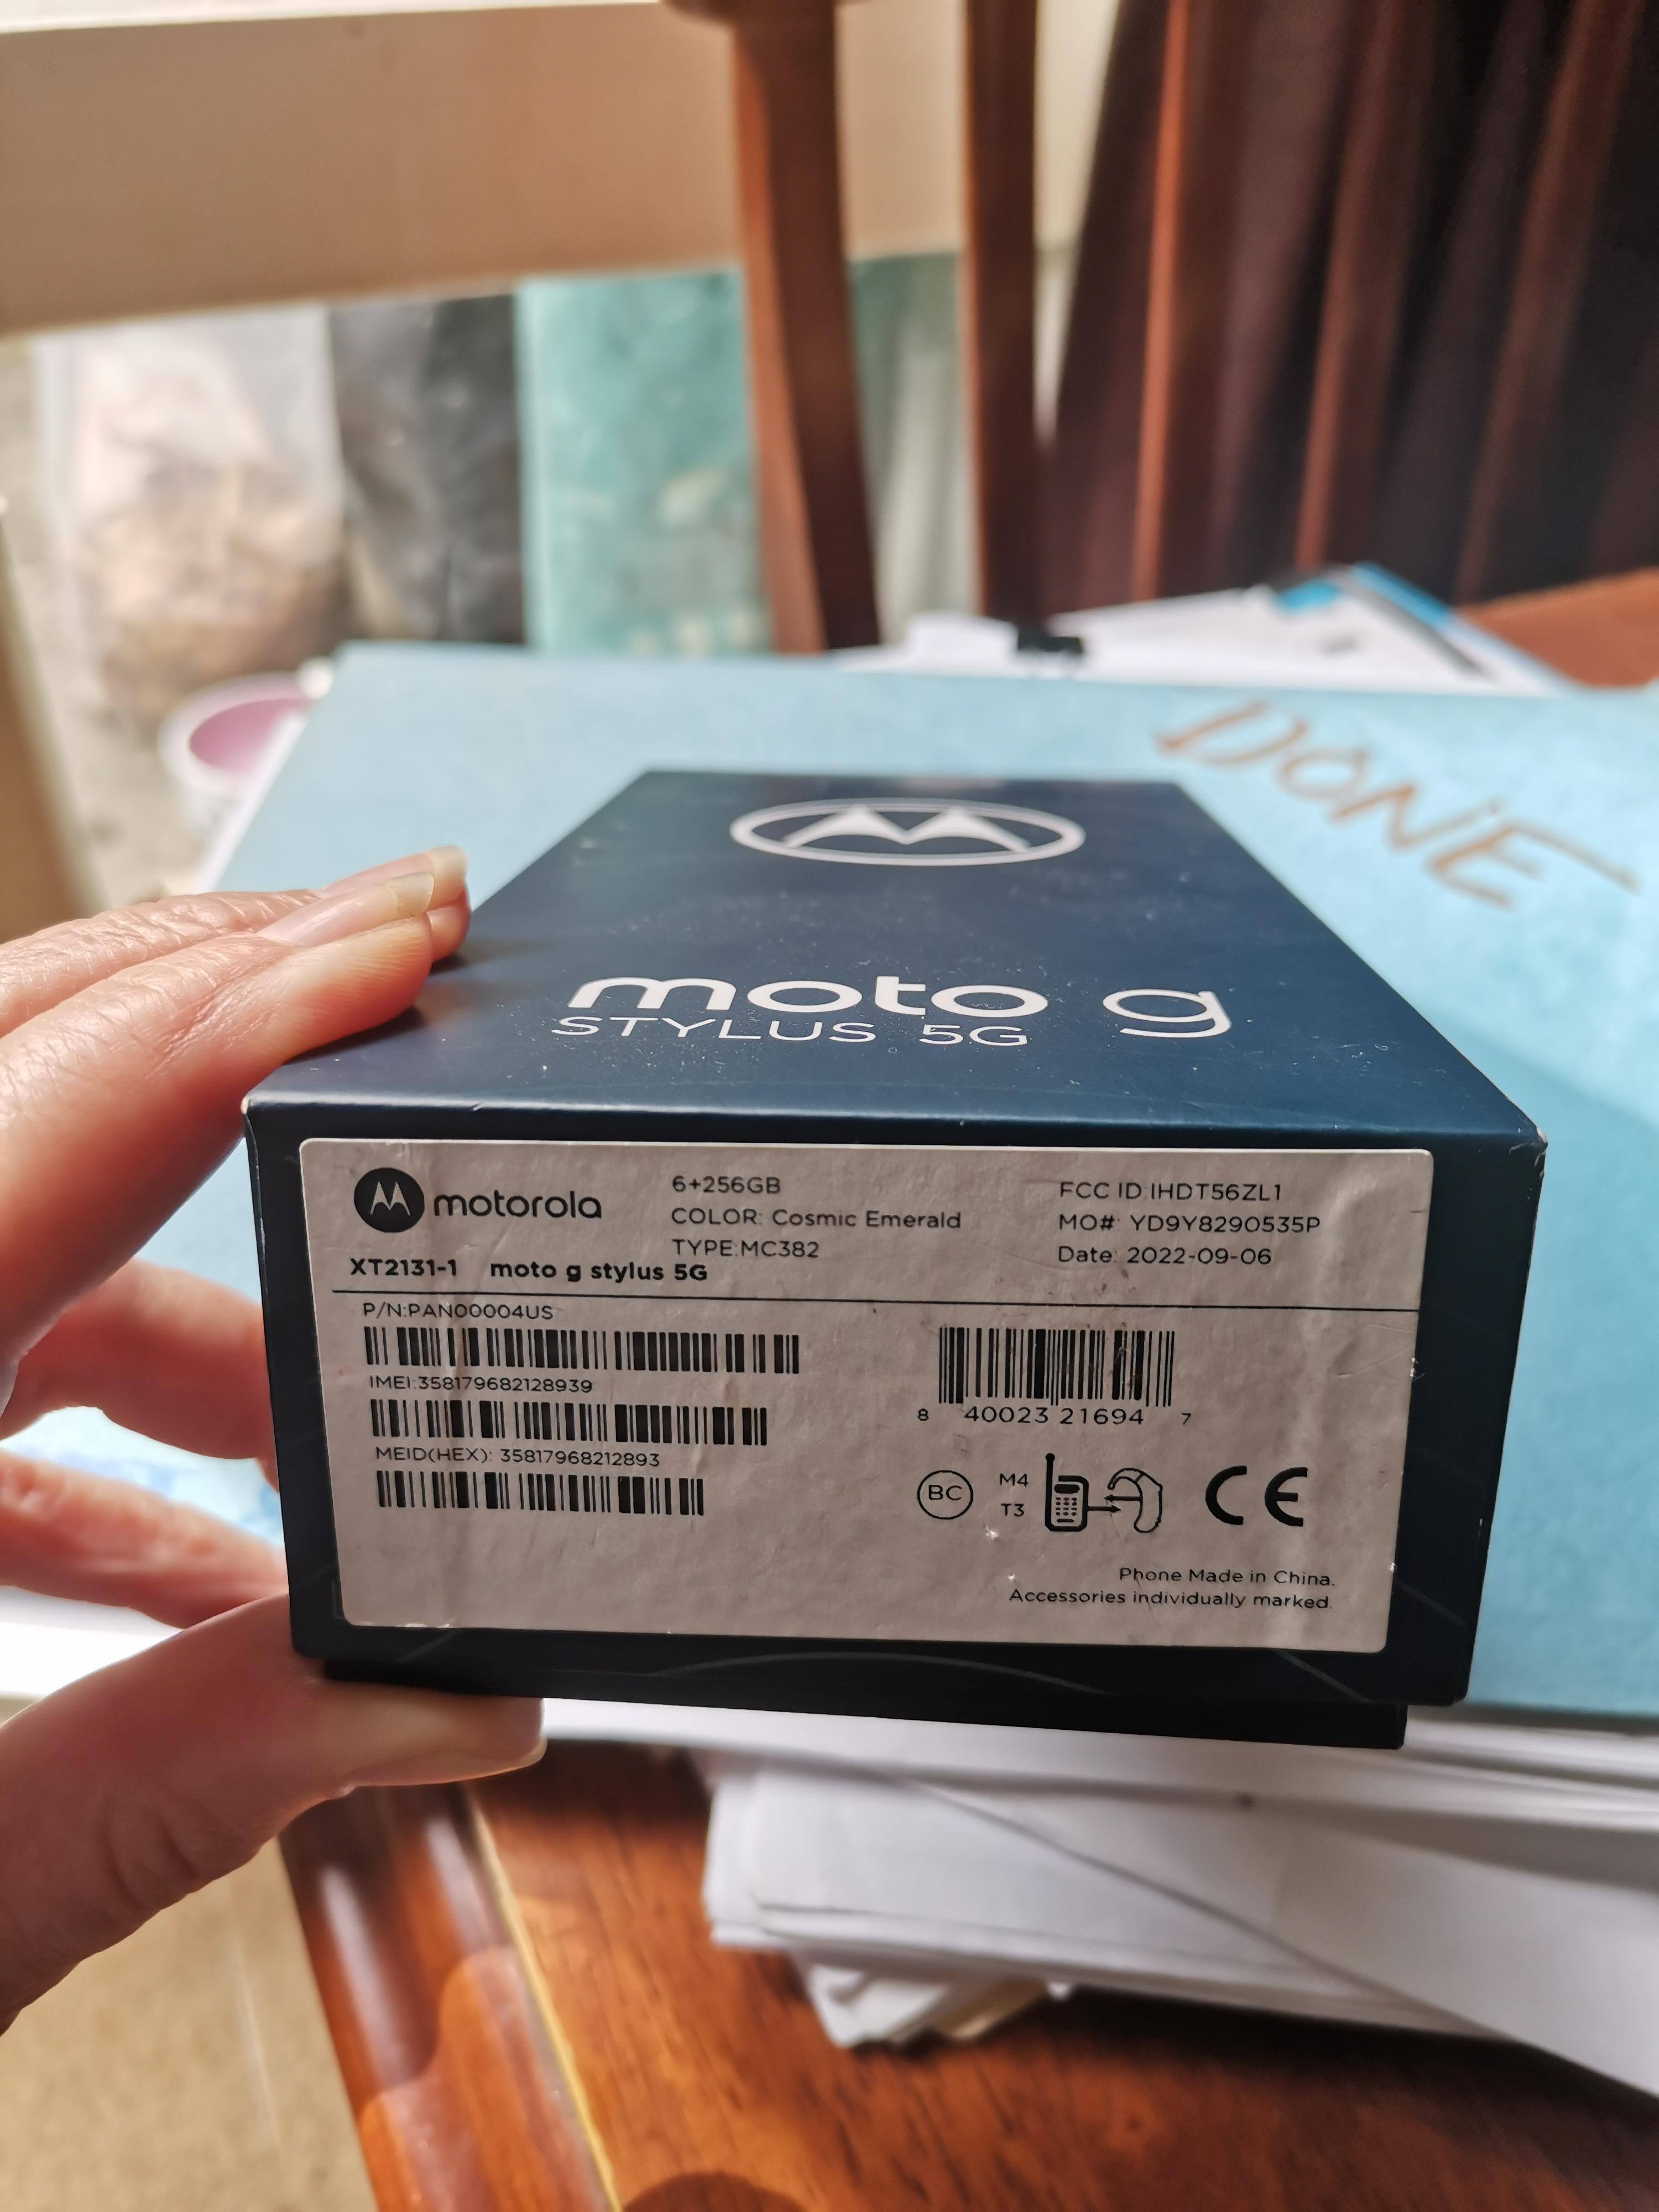 DONE
moto g
STYLUS 5G
motorola
6+256GB
COLOR: Cosmic Emerald
TYPE:MC382
FCC ID:IHDT56ZL1
MO#: YD9Y8290535P
Date: 2022-09-06
XT2131-1 moto g stylus 5G
P/N:PAN00004US
IMEI:358179682128939
MEID(HEX): 35817968212893
8 40023 21694 7
BC
M4
T3
CE
Phone Made in China.
Accessories individually marked.